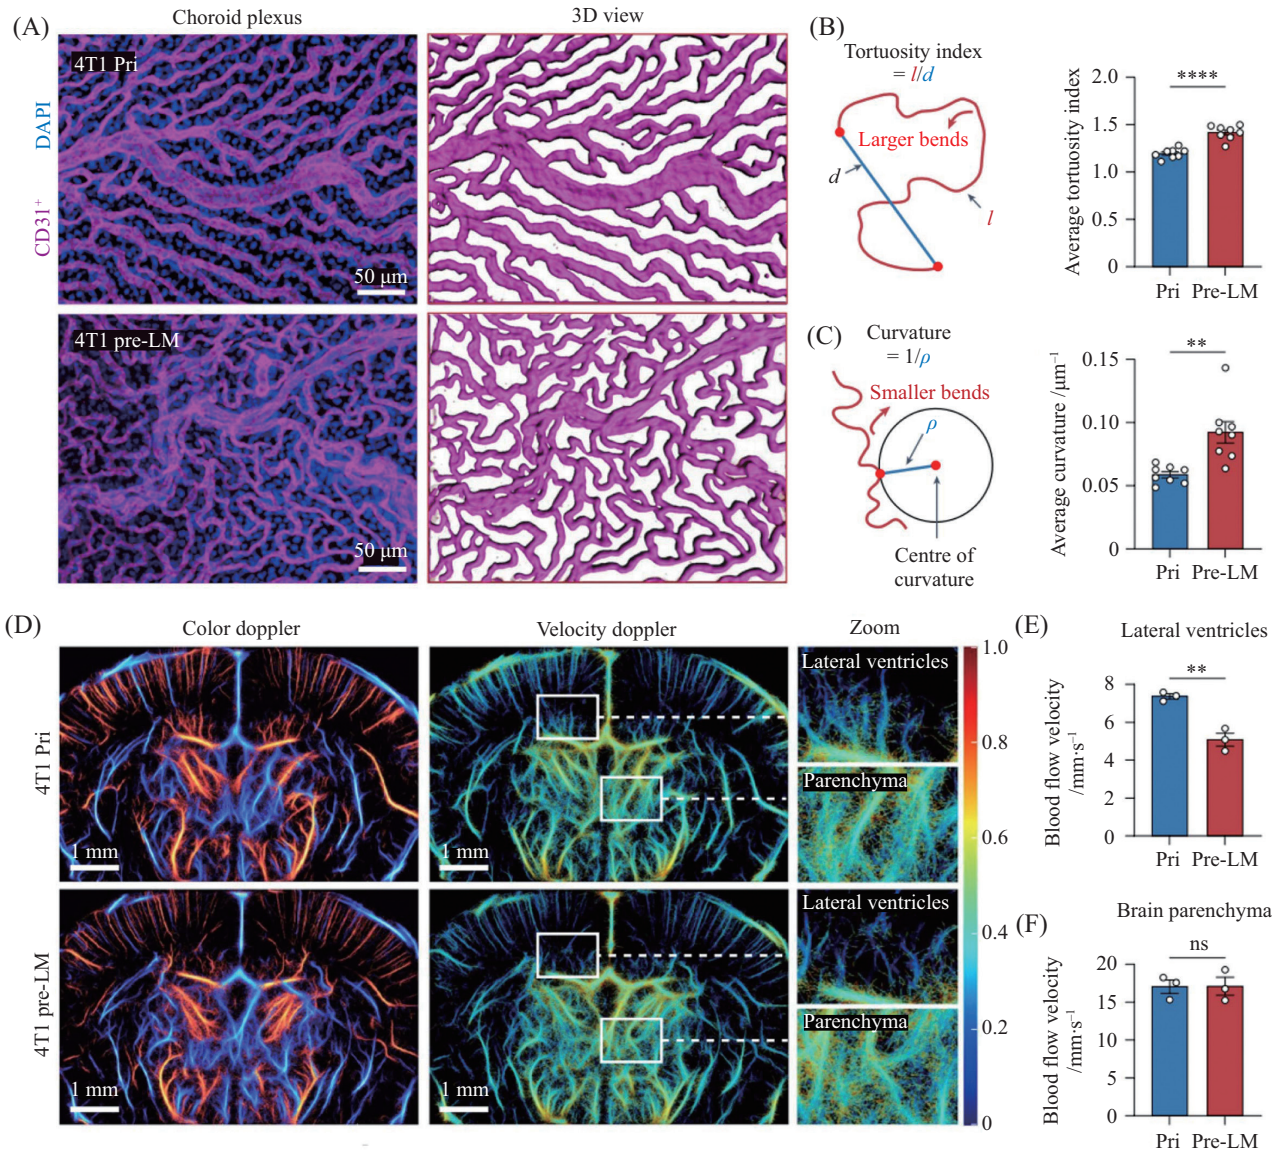 (A)
Choroid plexus
3D view
4T1 Pri
50 μm
CD31⁺ DAPI
4T1 pre-LM
50 μm
(B)
Tortuosity index
= l/d
Larger bends
d
l
Average tortuosity index
2.0
1.5
1.0
0.5
0
****
Pri Pre-LM
(C)
Curvature
= 1/ρ
Smaller bends
ρ
Centre of
curvature
Average curvature /μm⁻¹
0.15
0.10
0.05
0
**
Pri Pre-LM
(D)
Color doppler
Velocity doppler
Zoom
4T1 Pri
1 mm
1 mm
Lateral ventricles
Parenchyma
4T1 pre-LM
1 mm
1 mm
Lateral ventricles
Parenchyma
1.0
0.8
0.6
0.4
0.2
0
(E)
Lateral ventricles
Blood flow velocity
/mm·s⁻¹
8
6
4
2
0
**
Pri Pre-LM
(F)
Brain parenchyma
Blood flow velocity
/mm·s⁻¹
20
15
10
5
0
ns
Pri Pre-LM